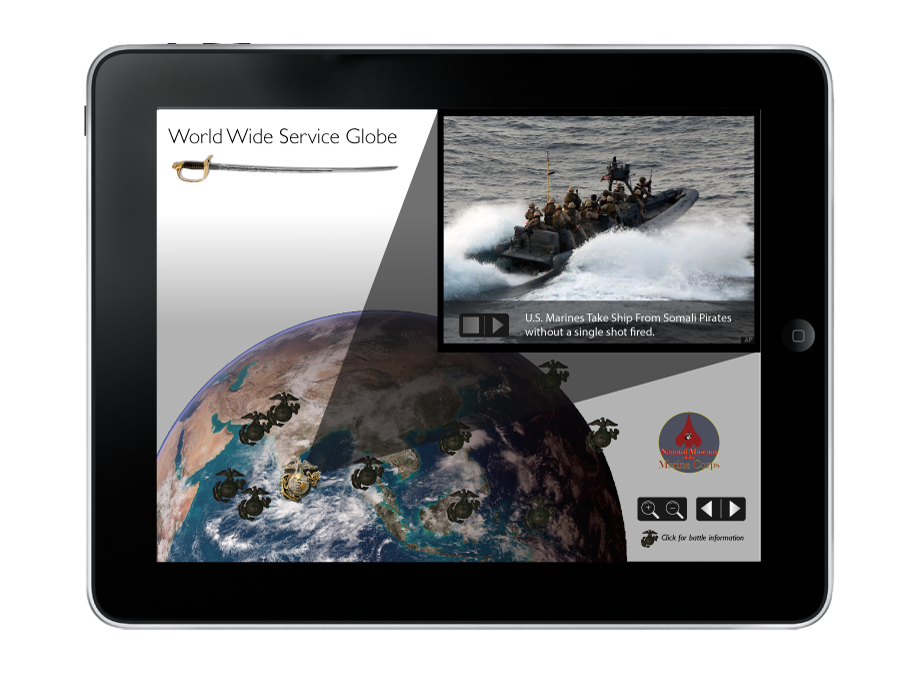 World Wide Service Globe
U.S. Marines Take Ship From Somali Pirates
without a single shot fired.
National Museum
of the
Marine Corps
Click for battle information